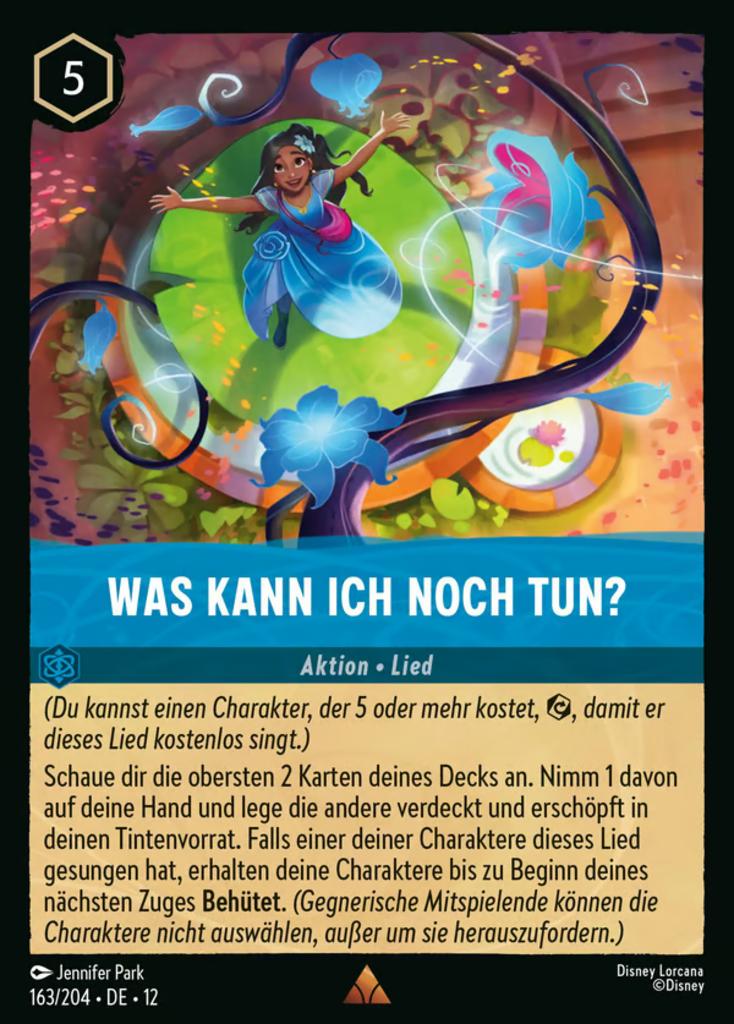 5
WAS KANN ICH NOCH TUN?
Aktion • Lied
(Du kannst einen Charakter, der 5 oder mehr kostet, , damit er
dieses Lied kostenlos singt.)
Schaue dir die obersten 2 Karten deines Decks an. Nimm 1 davon
auf deine Hand und lege die andere verdeckt und erschöpft in
deinen Tintenvorrat. Falls einer deiner Charaktere dieses Lied
gesungen hat, erhalten deine Charaktere bis zu Beginn deines
nächsten Zuges Behütet. (Gegnerische Mitspielende können die
Charaktere nicht auswählen, außer um sie herauszufordern.)
Jennifer Park
163/204 • DE • 12
Disney Lorcana
©Disney